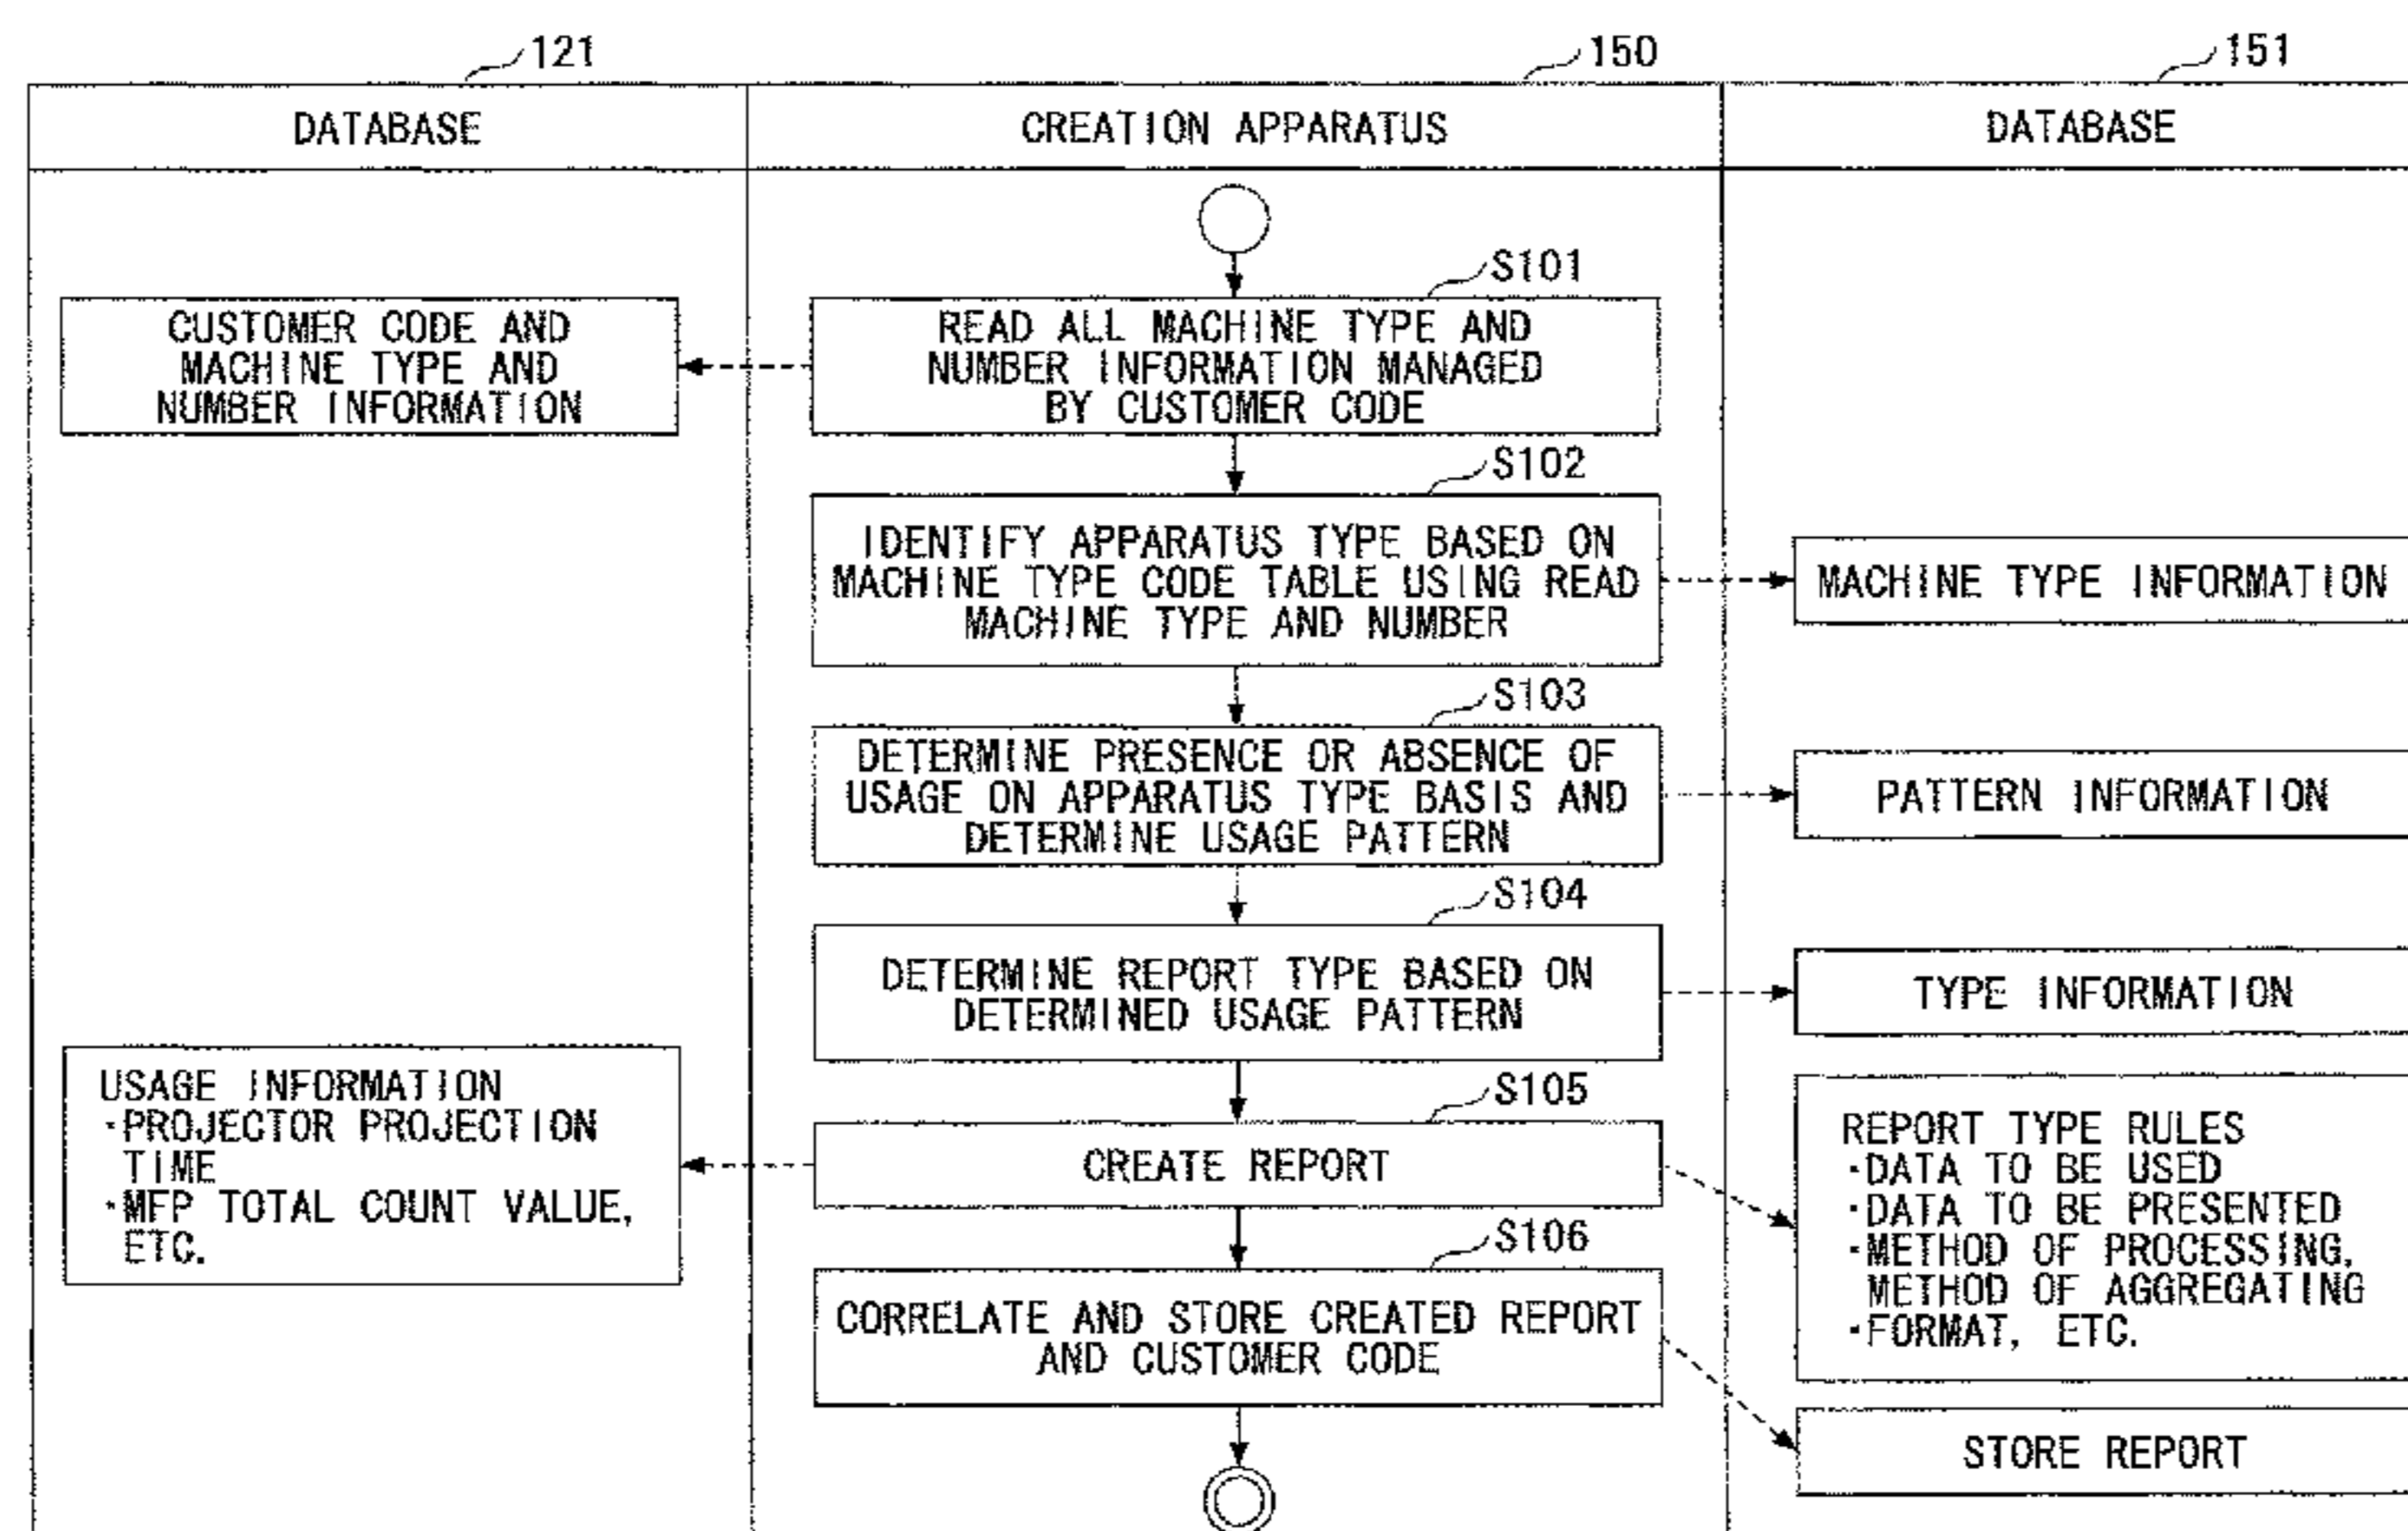 121
150
151
DATABASE
CREATION APPARATUS
DATABASE
S101
CUSTOMER CODE AND
MACHINE TYPE AND
NUMBER INFORMATION
READ ALL MACHINE TYPE AND
NUMBER INFORMATION MANAGED
BY CUSTOMER CODE
S102
IDENTIFY APPARATUS TYPE BASED ON
MACHINE TYPE CODE TABLE USING READ
MACHINE TYPE AND NUMBER
MACHINE TYPE INFORMATION
S103
DETERMINE PRESENCE OR ABSENCE OF
USAGE ON APPARATUS TYPE BASIS AND
DETERMINE USAGE PATTERN
PATTERN INFORMATION
S104
DETERMINE REPORT TYPE BASED ON
DETERMINED USAGE PATTERN
TYPE INFORMATION
USAGE INFORMATION
·PROJECTOR PROJECTION
TIME
·MFP TOTAL COUNT VALUE,
ETC.
S105
CREATE REPORT
REPORT TYPE RULES
·DATA TO BE USED
·DATA TO BE PRESENTED
·METHOD OF PROCESSING,
METHOD OF AGGREGATING
·FORMAT, ETC.
S106
CORRELATE AND STORE CREATED REPORT
AND CUSTOMER CODE
STORE REPORT